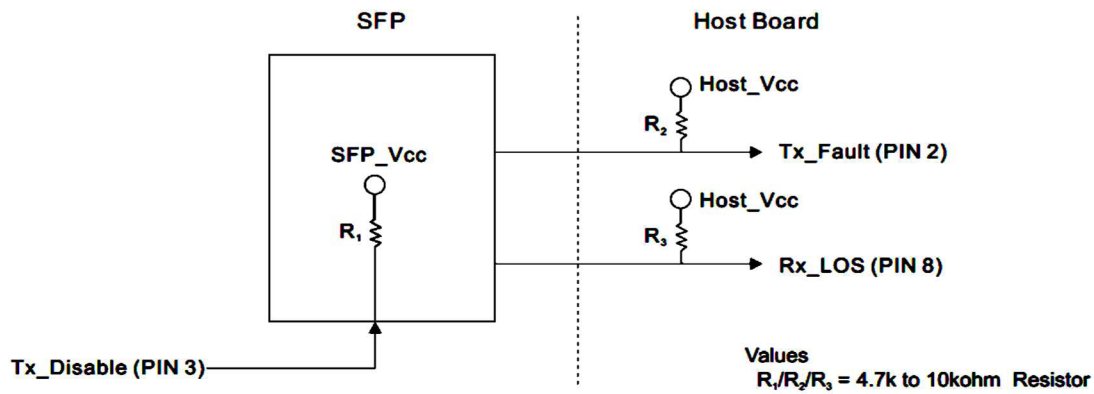 SFP
Host Board
Host_Vcc
R2
Tx_Fault (PIN 2)
SFP_Vcc
Host_Vcc
R1
R3
Rx_LOS (PIN 8)
Tx_Disable (PIN 3)
Values
R1/R2/R3 = 4.7k to 10kohm Resistor